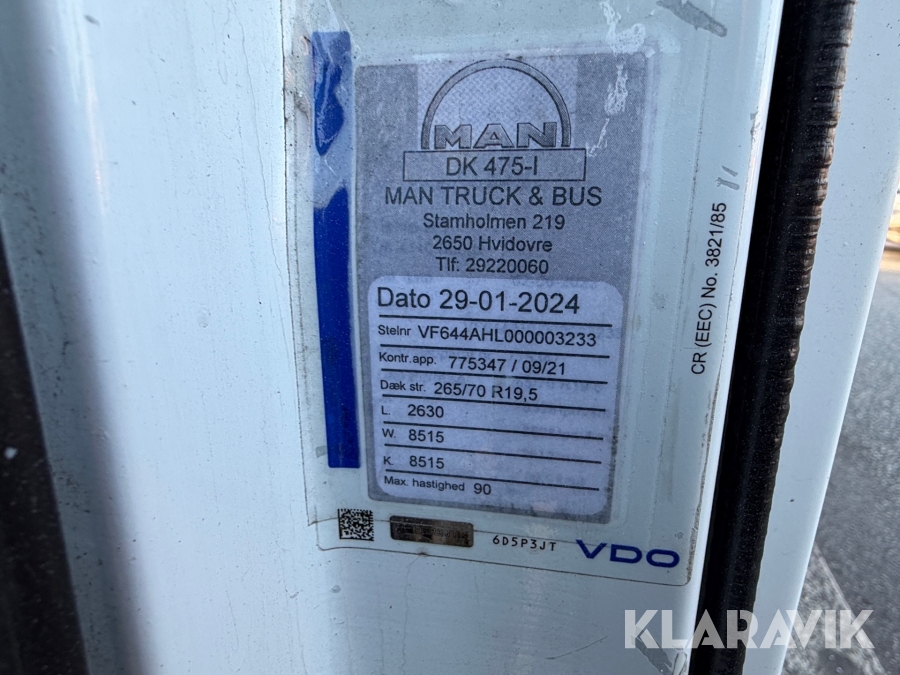 MAN
DK 475-I
MAN TRUCK & BUS
Stamholmen 219
2650 Hvidovre
Tlf: 29220060
Dato 29-01-2024
Stelnr VF644AHL000003233
Kontr.app. 775347 / 09/21
Dæk str. 265/70 R19,5
L. 2630
W. 8515
K. 8515
Max. hastighed 90
6D5P3JT VDO
CR (EEC) No. 3821/85
KLARAVIK